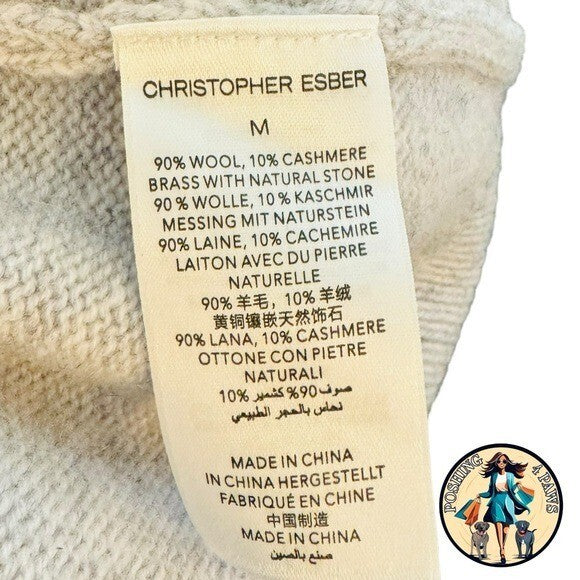 CHRISTOPHER ESBER
M
90% WOOL, 10% CASHMERE
BRASS WITH NATURAL STONE
90% WOLLE, 10% KASCHMIR
MESSING MIT NATURSTEIN
90% LAINE, 10% CACHEMIRE
LAITON AVEC DU PIERRE
NATURELLE
90% 羊毛, 10% 羊绒
黄铜镶嵌天然饰石
90% LANA, 10% CASHMERE
OTTONE CON PIETRE
NATURALI
صوف 90% كشمير 10%
نحاس بالحجر الطبيعي
MADE IN CHINA
IN CHINA HERGESTELLT
FABRIQUÉ EN CHINE
中国制造
MADE IN CHINA
صنع بالصين
POSHING 4 PAWS